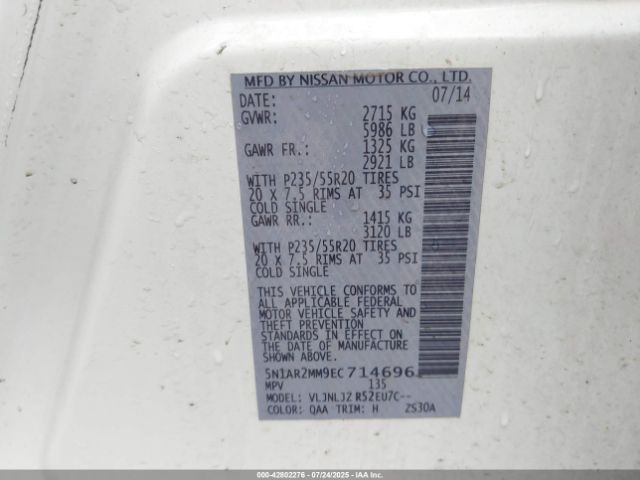 MFD BY NISSAN MOTOR CO., LTD.
DATE: 07/14
GVWR: 2715 KG
5986 LB
GAWR FR.: 1325 KG
2921 LB
WITH P235/55R20 TIRES
20 X 7.5 RIMS AT 35 PSI
COLD SINGLE
GAWR RR.: 1415 KG
3120 LB
WITH P235/55R20 TIRES
20 X 7.5 RIMS AT 35 PSI
COLD SINGLE
THIS VEHICLE CONFORMS TO
ALL APPLICABLE FEDERAL
MOTOR VEHICLE SAFETY AND
THEFT PREVENTION
STANDARDS IN EFFECT ON
THE DATE OF MANUFACTURE
SHOWN ABOVE.
5N1AR2MM9EC714696
MPV 135
MODEL: VLJNLJZ R52EU7C--
COLOR: QAA TRIM: H 2S30A
000-42802276 - 07/24/2025 - IAAI.COM